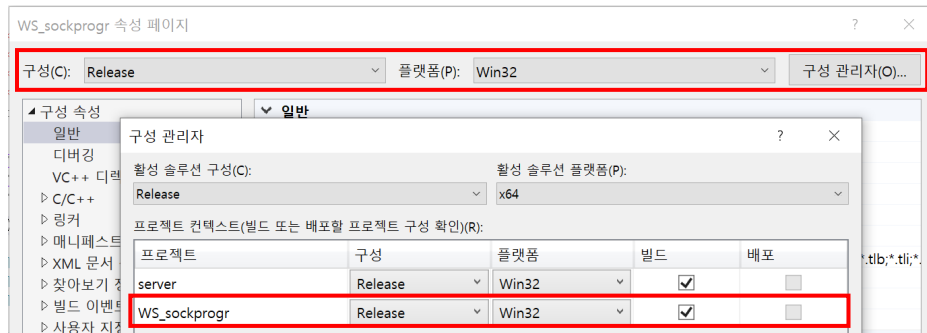 WS_sockprogr 속성 페이지 ? ×
구성(C): Release 플랫폼(P): Win32 구성 관리자(O)...
구성 속성 일반
일반
디버깅
VC++ 디렉
C/C++
링커
매니페스트
XML 문서
찾아보기
빌드 이벤트
사용자 지정
구성 관리자 ? ×
활성 솔루션 구성(C): 활성 솔루션 플랫폼(P):
Release x64
프로젝트 컨텍스트(빌드 또는 배포할 프로젝트 구성 확인)(R):
프로젝트 구성 플랫폼 빌드 배포
server Release Win32
WS_sockprogr Release Win32
*.tlb;*.tli;*.